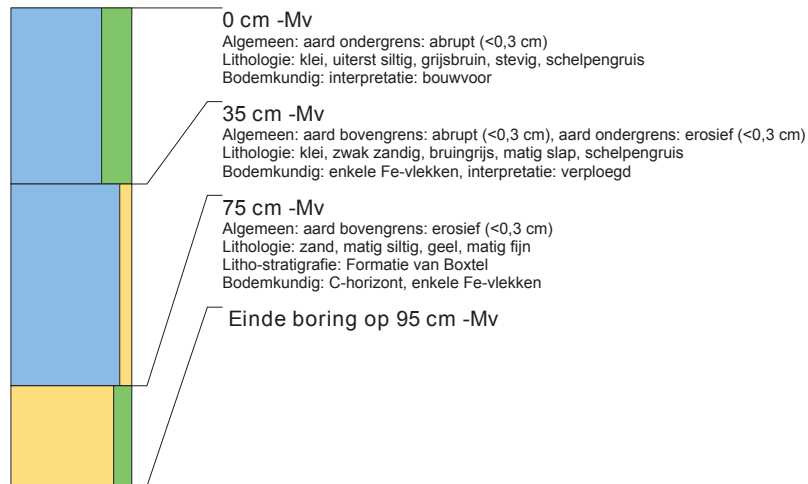 0 cm -Mv
Algemeen: aard ondergrens: abrupt (<0,3 cm)
Lithologie: klei, uiterst siltig, grijsbruin, stevig, schelpengruis
Bodemkundig: interpretatie: bouwvoor
35 cm -Mv
Algemeen: aard bovengrens: abrupt (<0,3 cm), aard ondergrens: erosief (<0,3 cm)
Lithologie: klei, zwak zandig, bruingrijs, matig slap, schelpengruis
Bodemkundig: enkele Fe-vlekken, interpretatie: verploegd
75 cm -Mv
Algemeen: aard bovengrens: erosief (<0,3 cm)
Lithologie: zand, matig siltig, geel, matig fijn
Litho-stratigrafie: Formatie van Boxtel
Bodemkundig: C-horizont, enkele Fe-vlekken
Einde boring op 95 cm -Mv